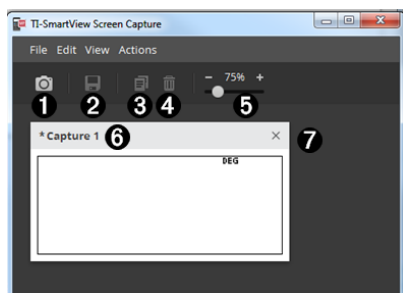 TI-SmartView Screen Capture
File Edit View Actions
− 75% +
1 2 3 4 5
*Capture 1 6 × 7
DEG